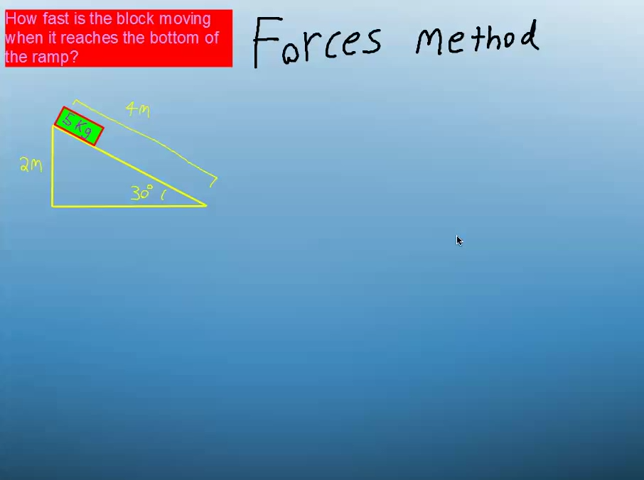 How fast is the block moving
when it reaches the bottom of
the ramp?
Forces method
4m
5 Kg
2m
30°